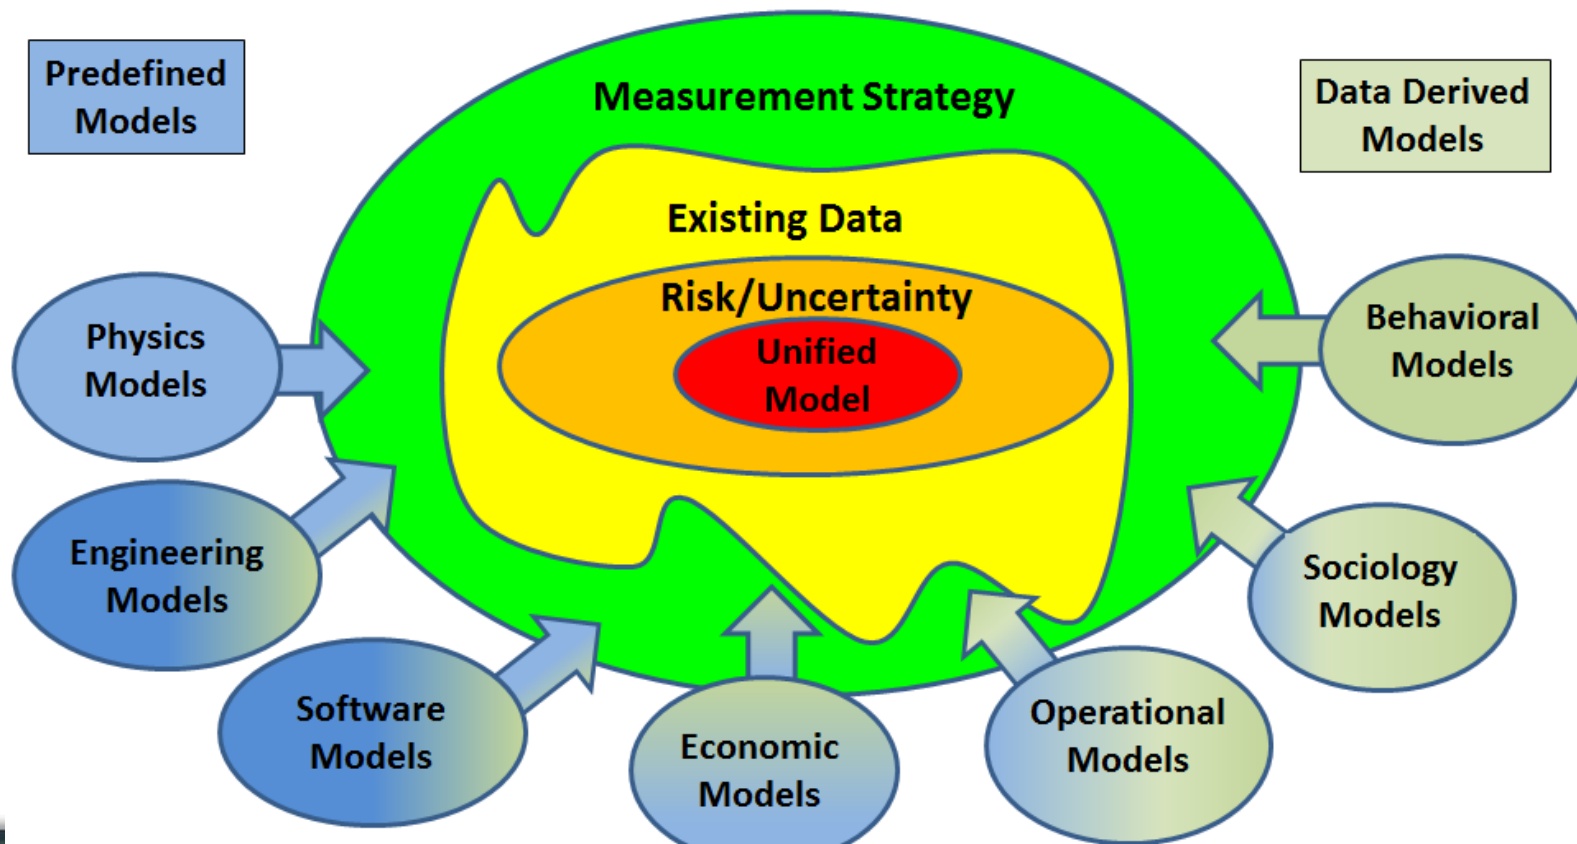 Predefined
Models
Measurement Strategy
Data Derived
Models
Existing Data
Risk/Uncertainty
Unified
Model
Physics
Models
Behavioral
Models
Engineering
Models
Sociology
Models
Software
Models
Economic
Models
Operational
Models